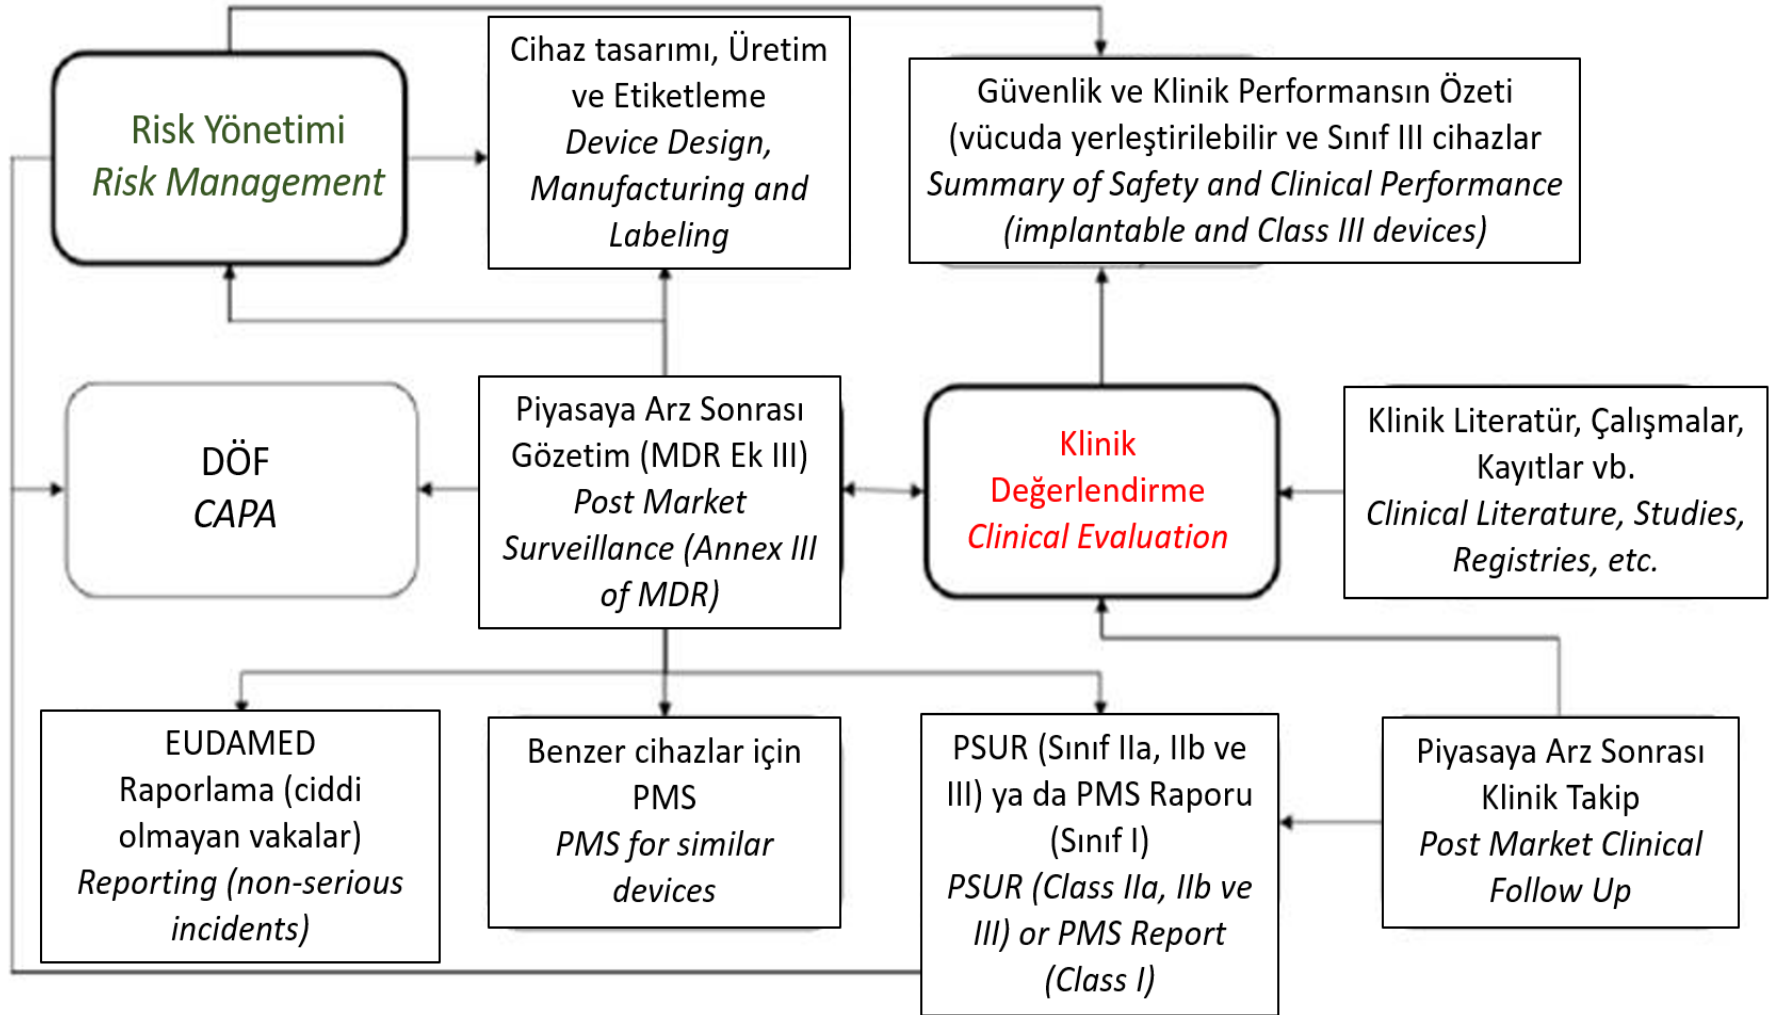 Risk Yönetimi
Risk Management
Cihaz tasarımı, Üretim
ve Etiketleme
Device Design,
Manufacturing and
Labeling
Güvenlik ve Klinik Performansın Özeti
(vücuda yerleştirilebilir ve Sınıf III cihazlar
Summary of Safety and Clinical Performance
(implantable and Class III devices)
DÖF
CAPA
Piyasaya Arz Sonrası
Gözetim (MDR Ek III)
Post Market
Surveillance (Annex III
of MDR)
Klinik
Değerlendirme
Clinical Evaluation
Klinik Literatür, Çalışmalar,
Kayıtlar vb.
Clinical Literature, Studies,
Registries, etc.
EUDAMED
Raporlama (ciddi
olmayan vakalar)
Reporting (non-serious
incidents)
Benzer cihazlar için
PMS
PMS for similar
devices
PSUR (Sınıf IIa, IIb ve
III) ya da PMS Raporu
(Sınıf I)
PSUR (Class IIa, IIb ve
III) or PMS Report
(Class I)
Piyasaya Arz Sonrası
Klinik Takip
Post Market Clinical
Follow Up